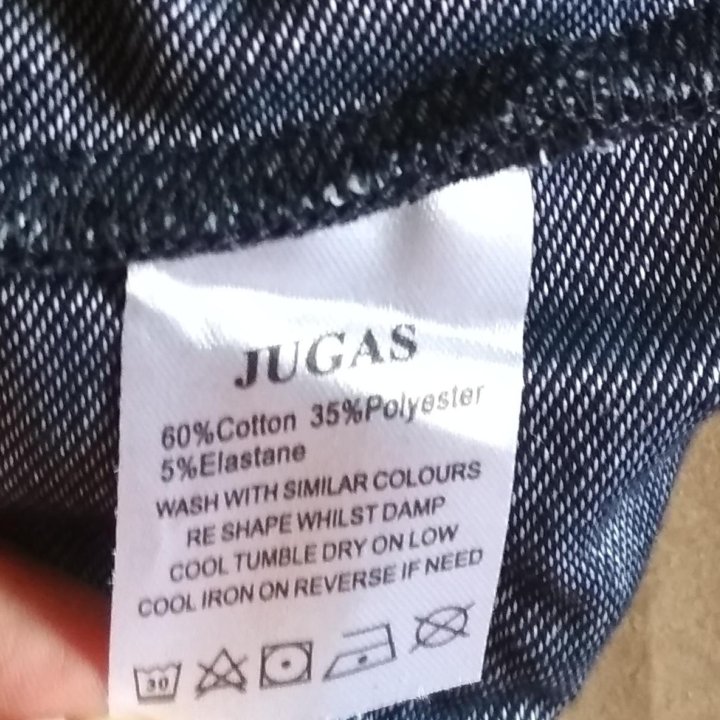 JUGAS
60%Cotton 35%Polyester
5%Elastane
WASH WITH SIMILAR COLOURS
RE SHAPE WHILST DAMP
COOL TUMBLE DRY ON LOW
COOL IRON ON REVERSE IF NEED
30